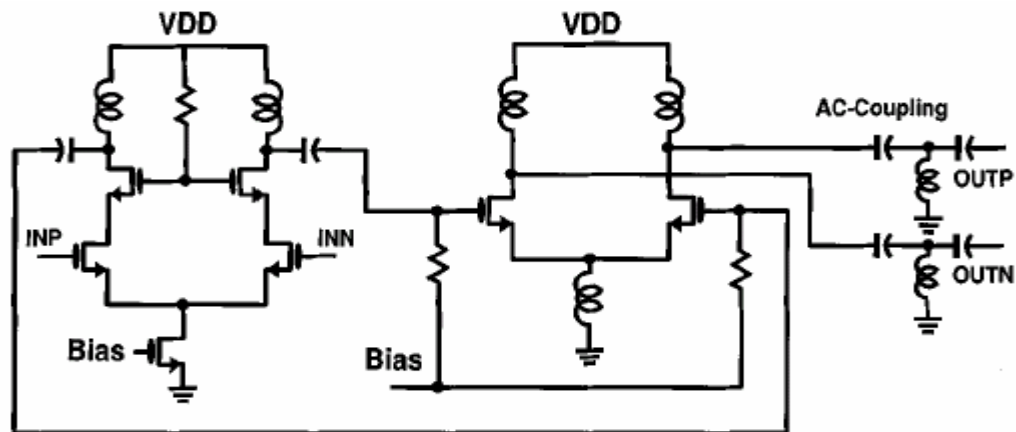 VDD
VDD
AC-Coupling
OUTP
INP
INN
OUTN
Bias
Bias